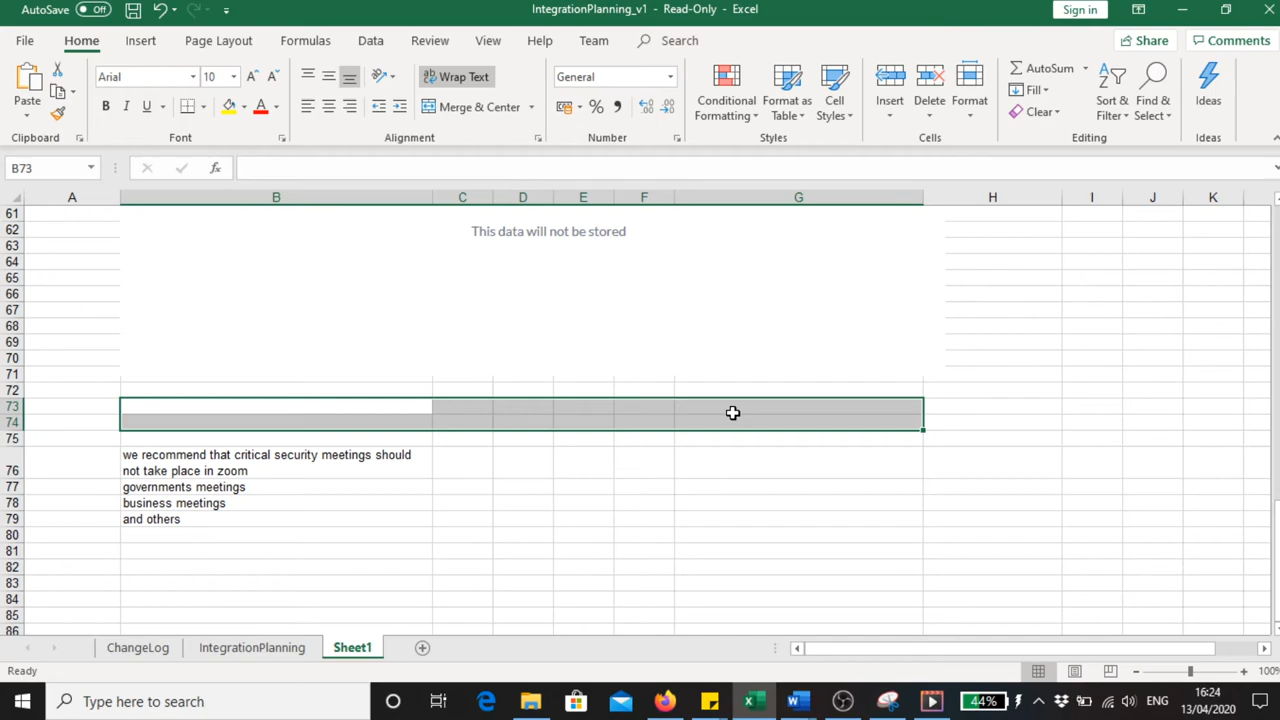 AutoSave Off
IntegrationPlanning_v1 - Read-Only - Excel
Sign in
File Home Insert Page Layout Formulas Data Review View Help Team Search Share Comments
Paste
Arial 10
B I U
Wrap Text
Merge & Center
General
Conditional Formatting
Format as Table
Cell Styles
Insert Delete Format
AutoSum
Fill
Clear
Sort & Filter
Find & Select
Ideas
Clipboard Font Alignment Number Styles Cells Editing Ideas
B73 fx
A B C D E F G H I J K
61
62 This data will not be stored
63
64
65
66
67
68
69
70
71
72
73
74
75
we recommend that critical security meetings should
76 not take place in zoom
77 governments meetings
78 business meetings
79 and others
80
81
82
83
84
85
86
ChangeLog IntegrationPlanning Sheet1
Ready 100%
Type here to search
44%
ENG
16:24
13/04/2020